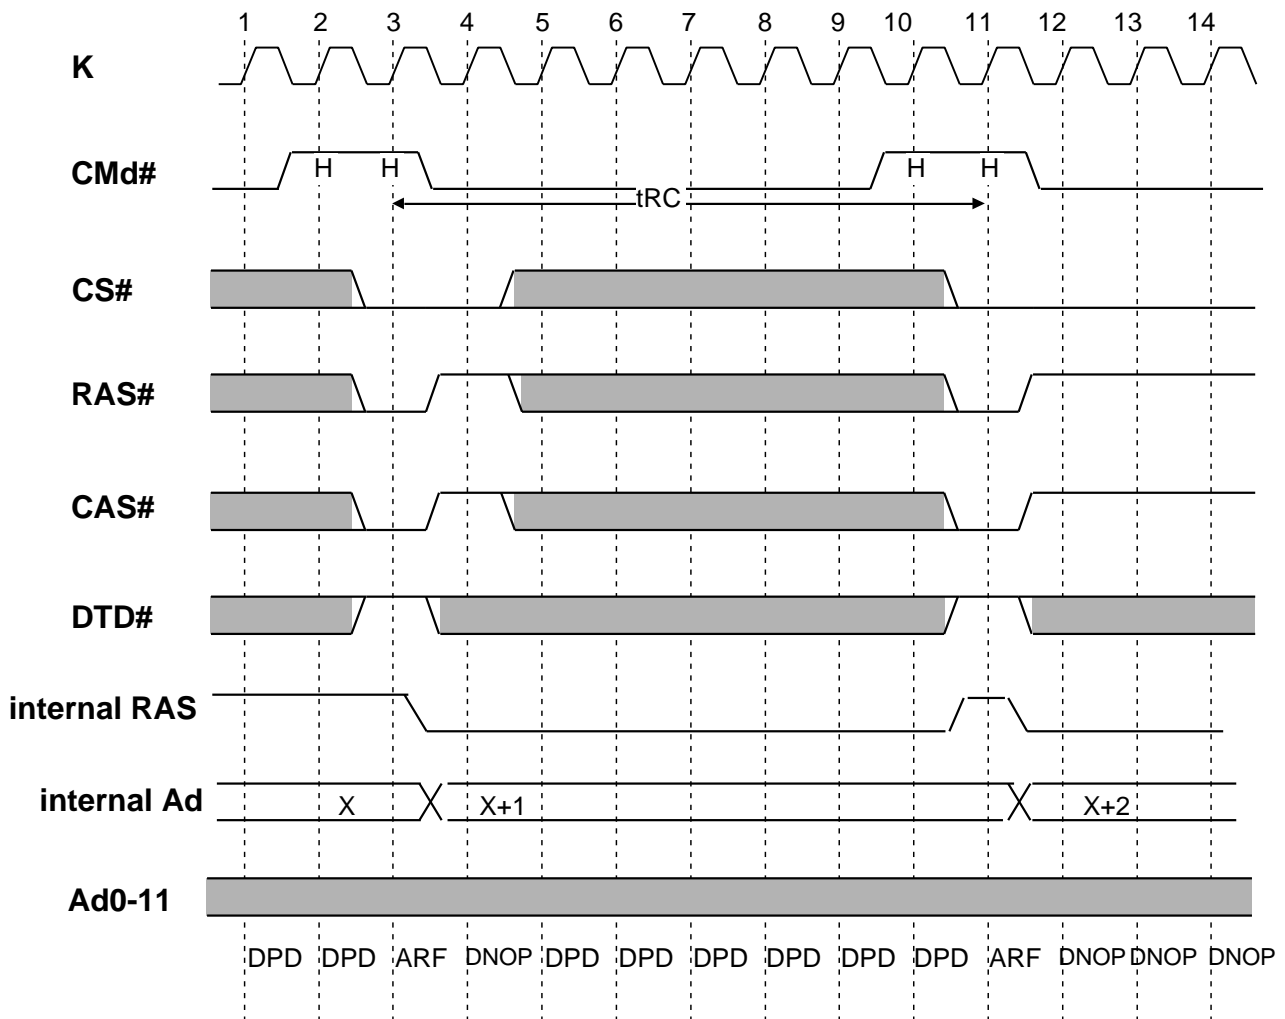 1 2 3 4 5 6 7 8 9 10 11 12 13 14
K
CMd# H H H H
tRC
CS#
RAS#
CAS#
DTD#
internal RAS
internal Ad X X+1 X+2
Ad0-11
DPD DPD ARF DNOP DPD DPD DPD DPD DPD DPD ARF DNOP DNOP DNOP